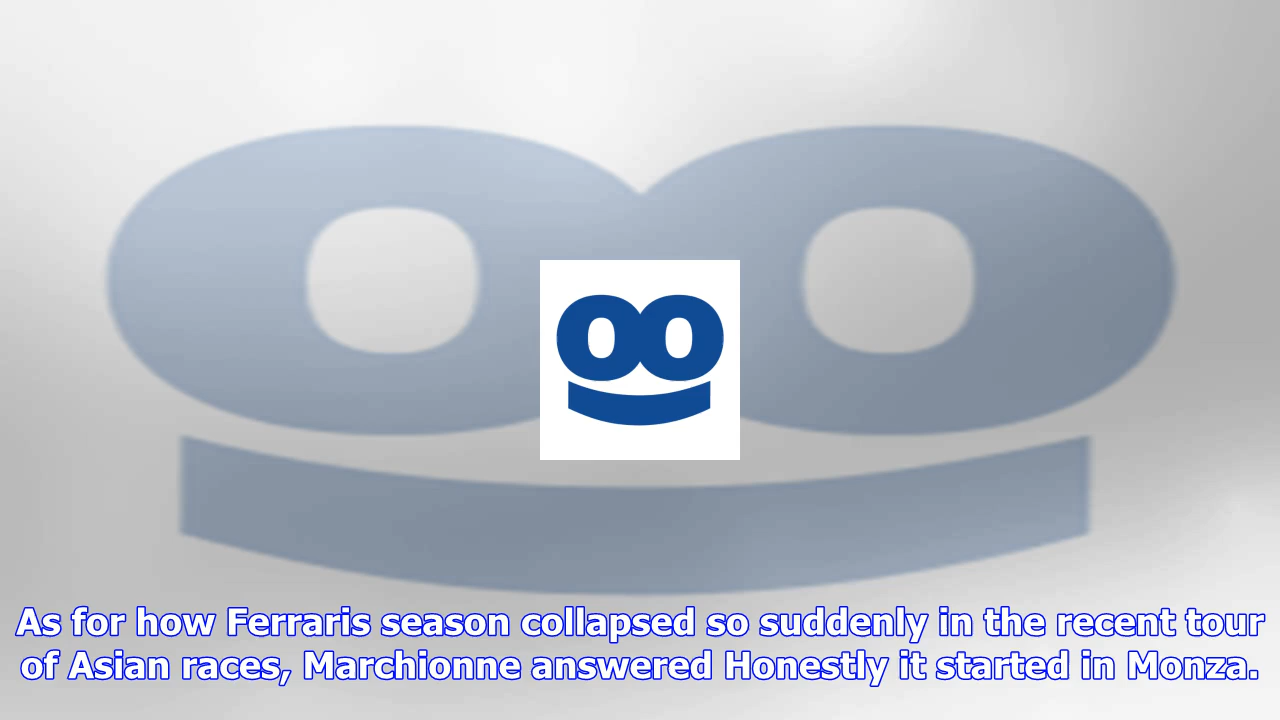 As for how Ferraris season collapsed so suddenly in the recent tour
of Asian races, Marchionne answered Honestly it started in Monza.